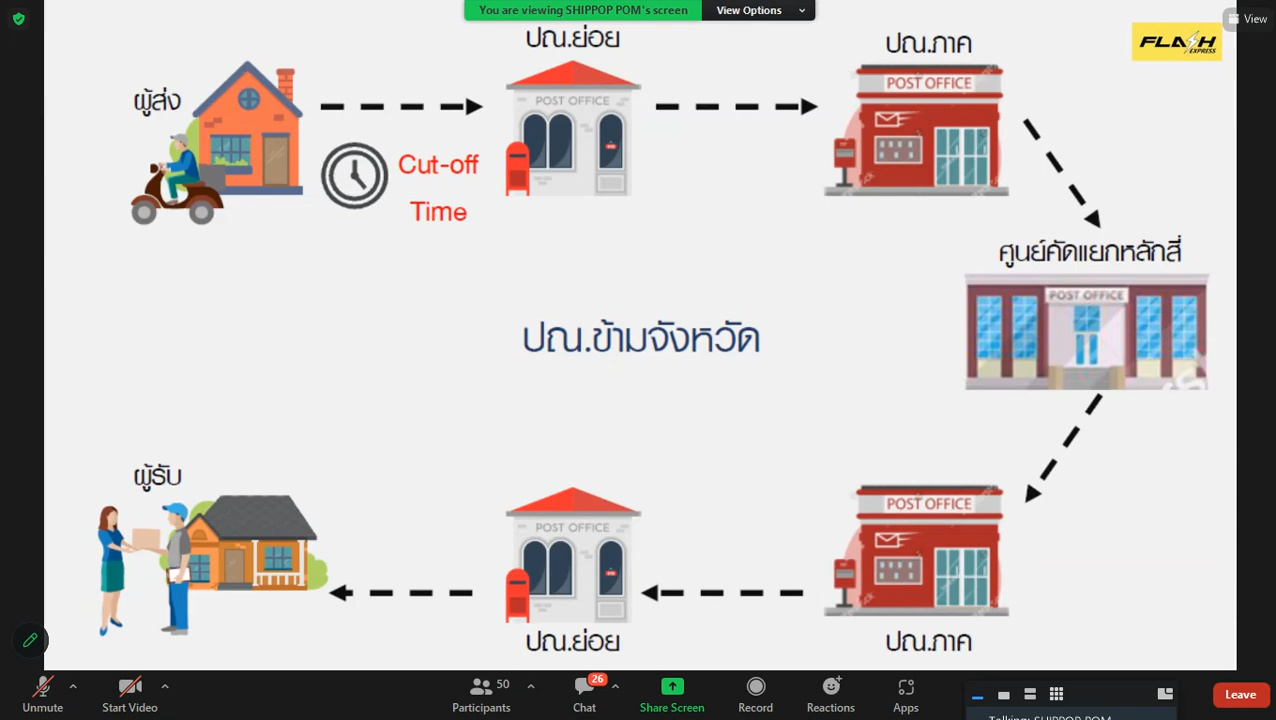 You are viewing SHIPPOP POM's screen
View Options
View
FLASH
EXPRESS
ปณ.ย่อย
ปณ.ภาค
ผู้ส่ง
POST OFFICE
POST OFFICE
Cut-off
Time
ศูนย์คัดแยกหลักสี่
POST OFFICE
ปณ.ข้ามจังหวัด
ผู้รับ
POST OFFICE
POST OFFICE
ปณ.ย่อย
ปณ.ภาค
Unmute
Start Video
50
Participants
26
Chat
Share Screen
Record
Reactions
Apps
Leave
Talking: SHIPPOP POM